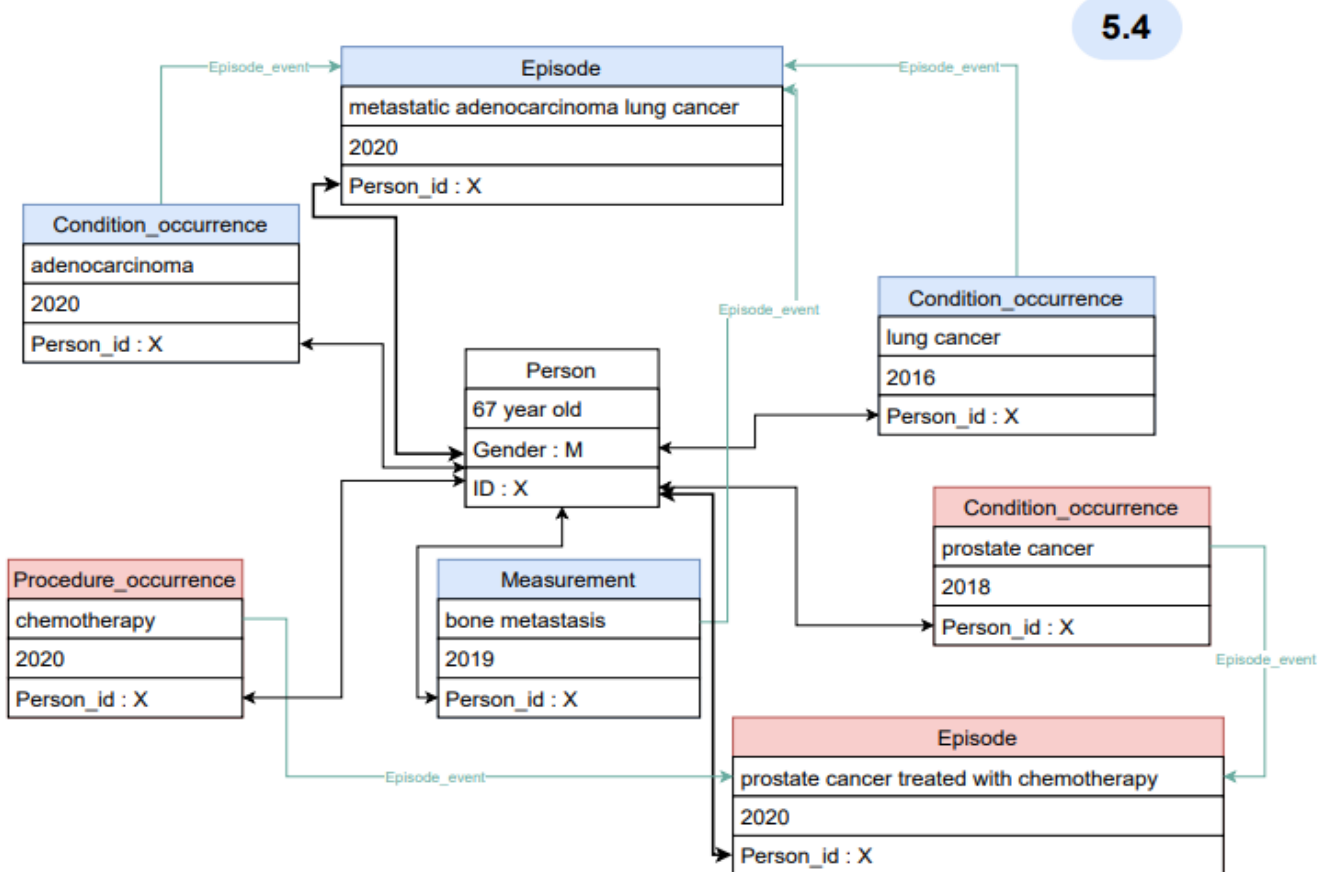 5.4
Episode_event
Episode
Episode_event
metastatic adenocarcinoma lung cancer
2020
Person_id : X
Condition_occurrence
adenocarcinoma
2020
Person_id : X
Episode_event
Condition_occurrence
lung cancer
2016
Person_id : X
Person
67 year old
Gender : M
ID : X
Condition_occurrence
prostate cancer
2018
Person_id : X
Episode_event
Procedure_occurrence
chemotherapy
2020
Person_id : X
Measurement
bone metastasis
2019
Person_id : X
Episode_event
Episode
prostate cancer treated with chemotherapy
2020
Person_id : X